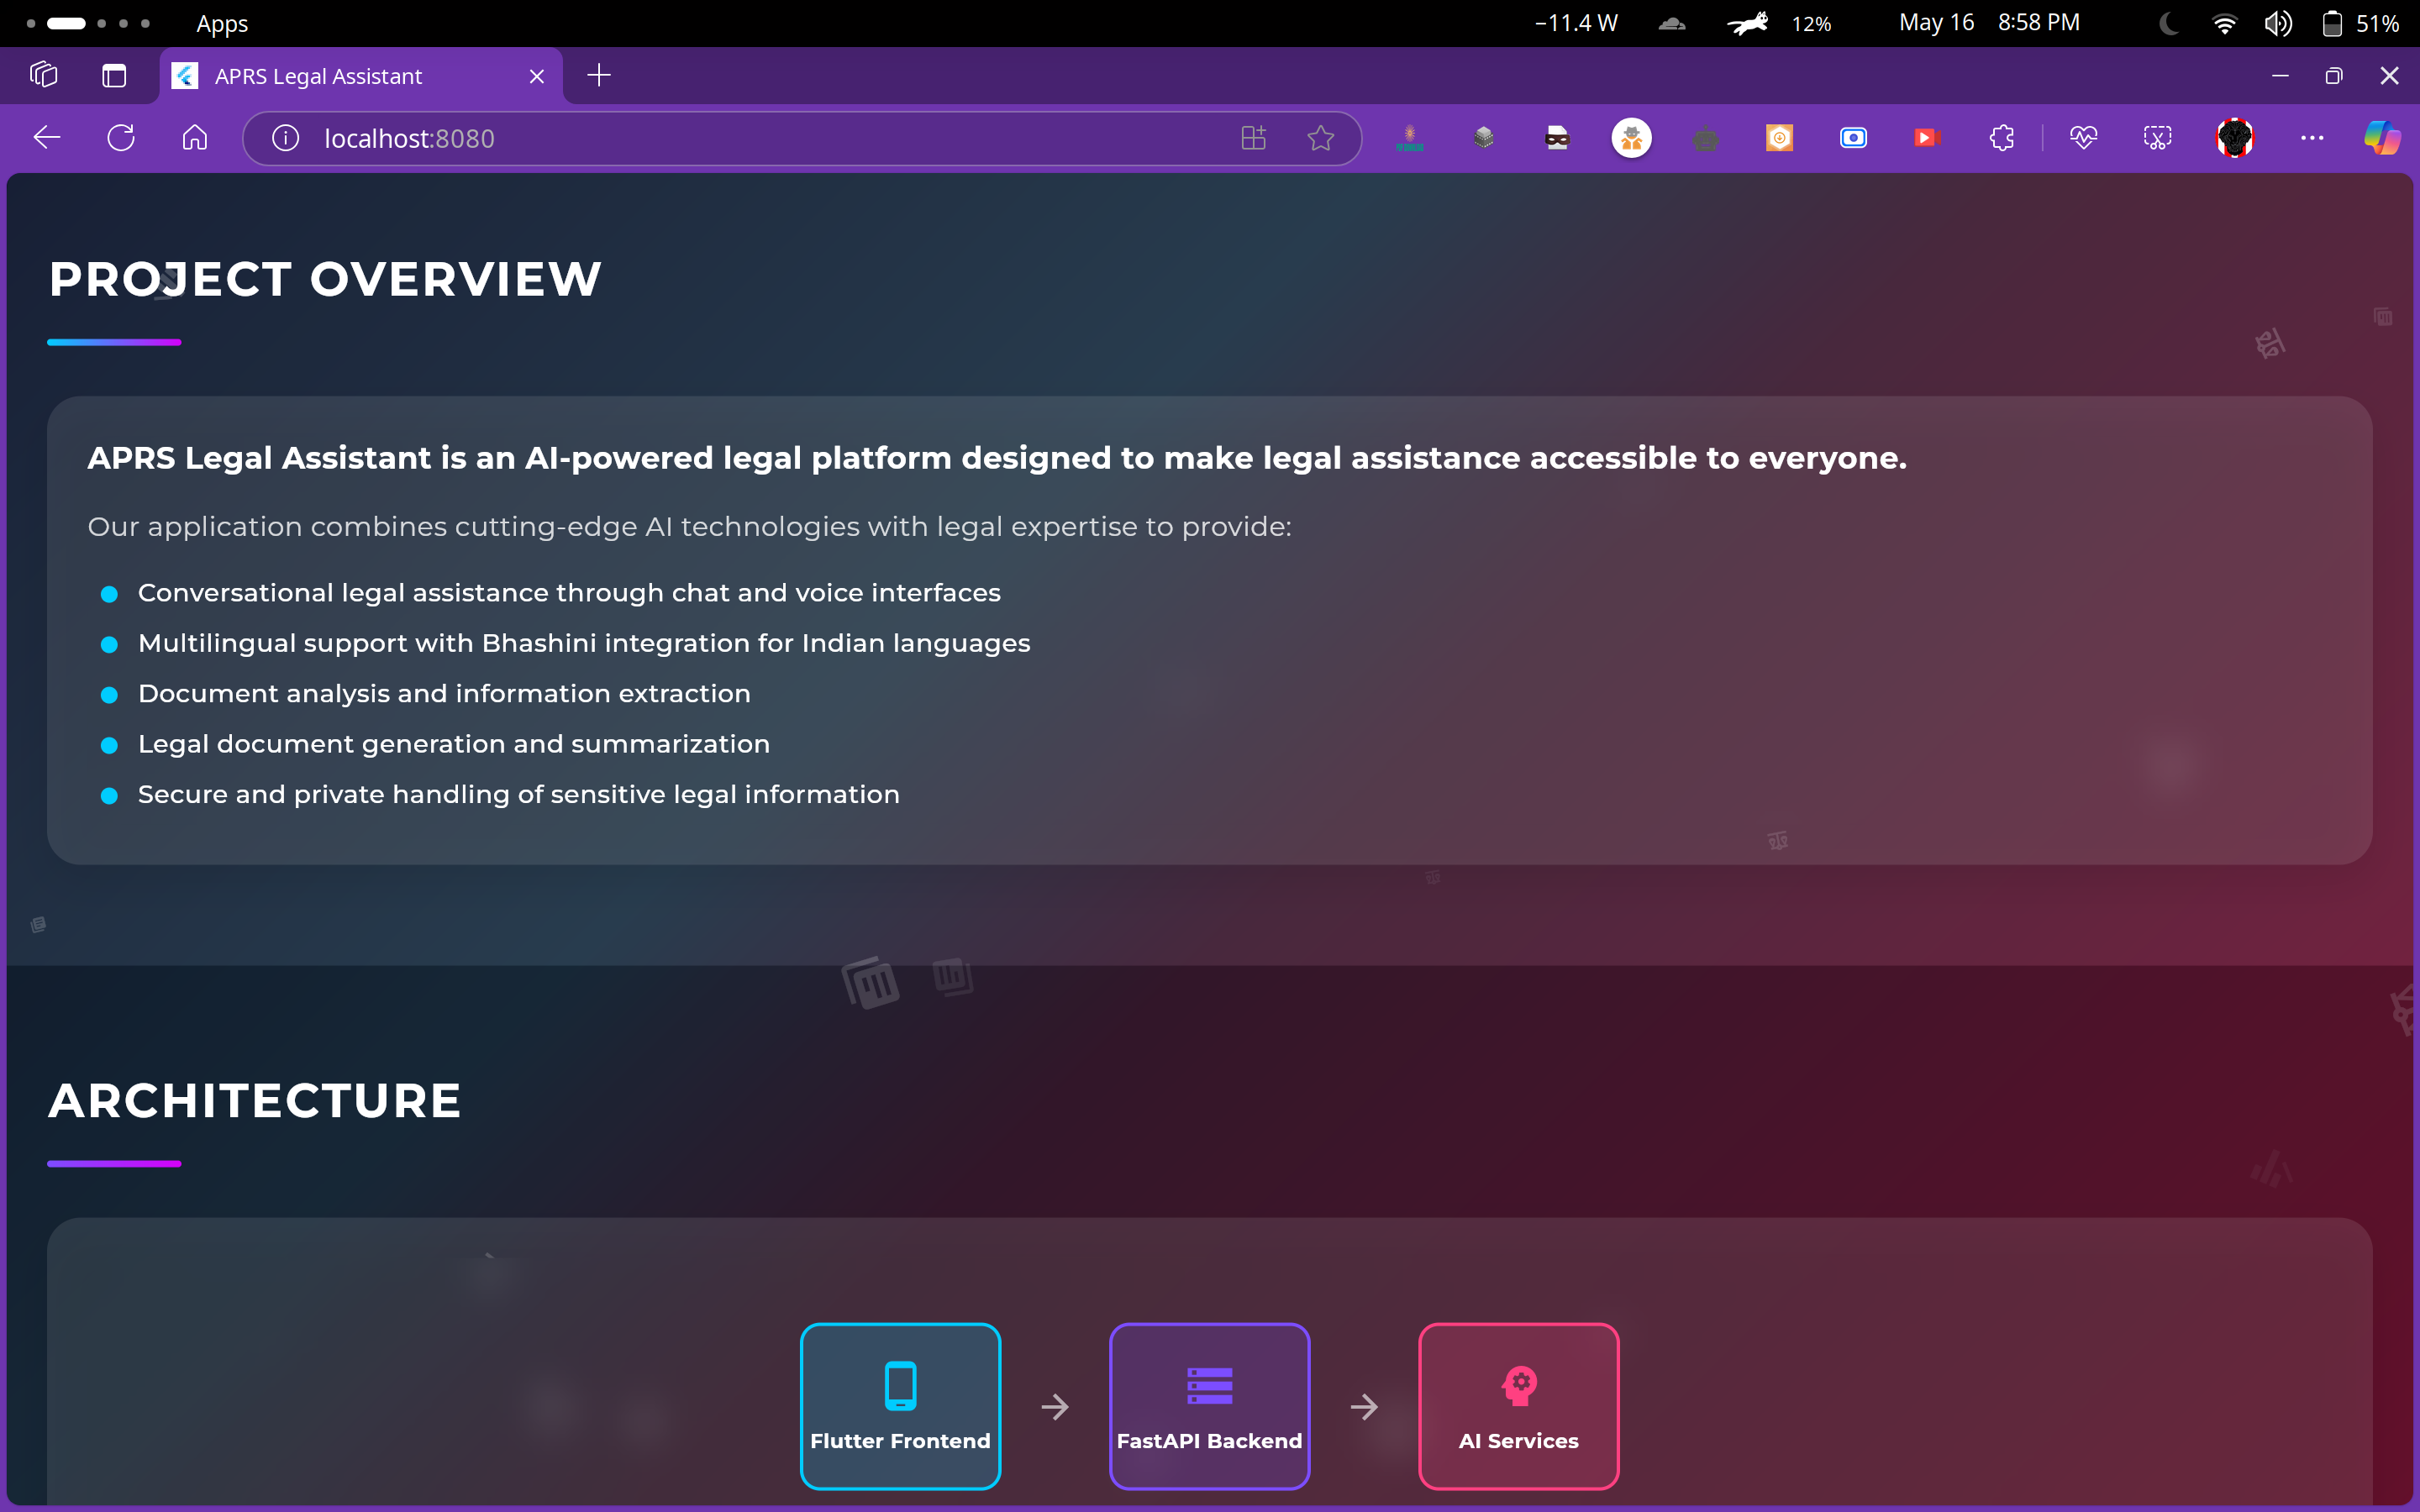 Apps
−11.4 W 12% May 16 8:58 PM 51%
APRS Legal Assistant
localhost:8080
PROJECT OVERVIEW
APRS Legal Assistant is an AI-powered legal platform designed to make legal assistance accessible to everyone.
Our application combines cutting-edge AI technologies with legal expertise to provide:
Conversational legal assistance through chat and voice interfaces
Multilingual support with Bhashini integration for Indian languages
Document analysis and information extraction
Legal document generation and summarization
Secure and private handling of sensitive legal information
ARCHITECTURE
Flutter Frontend
FastAPI Backend
AI Services